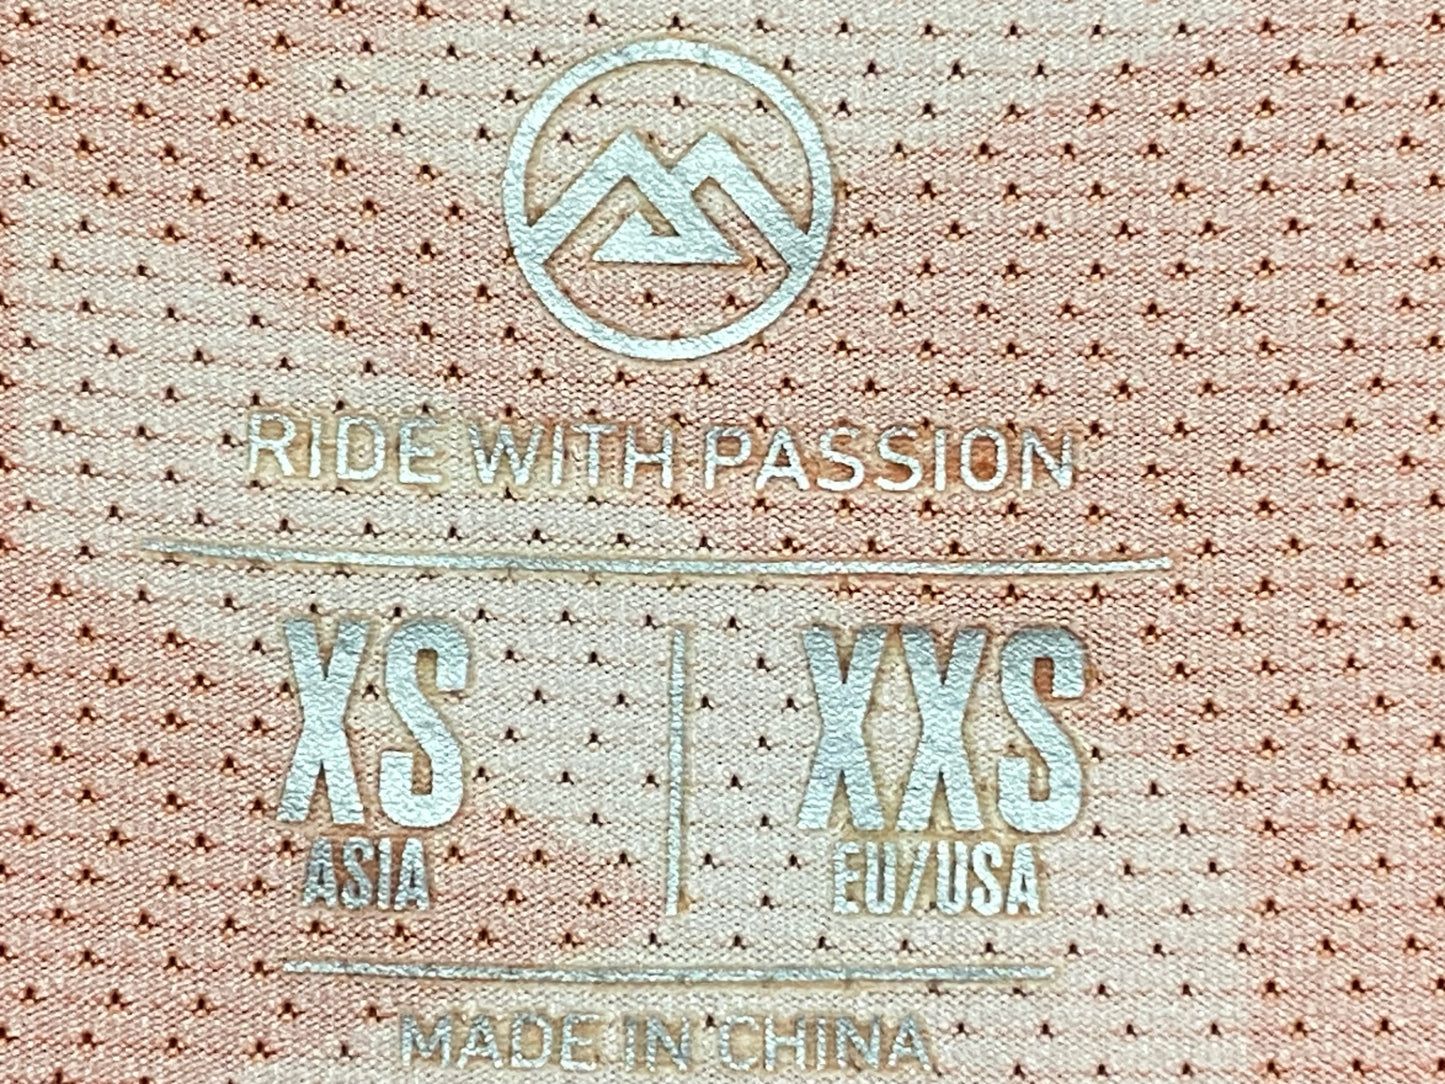 RIDE WITH PASSION
XS XXS
ASIA EU/USA
MADE IN CHINA